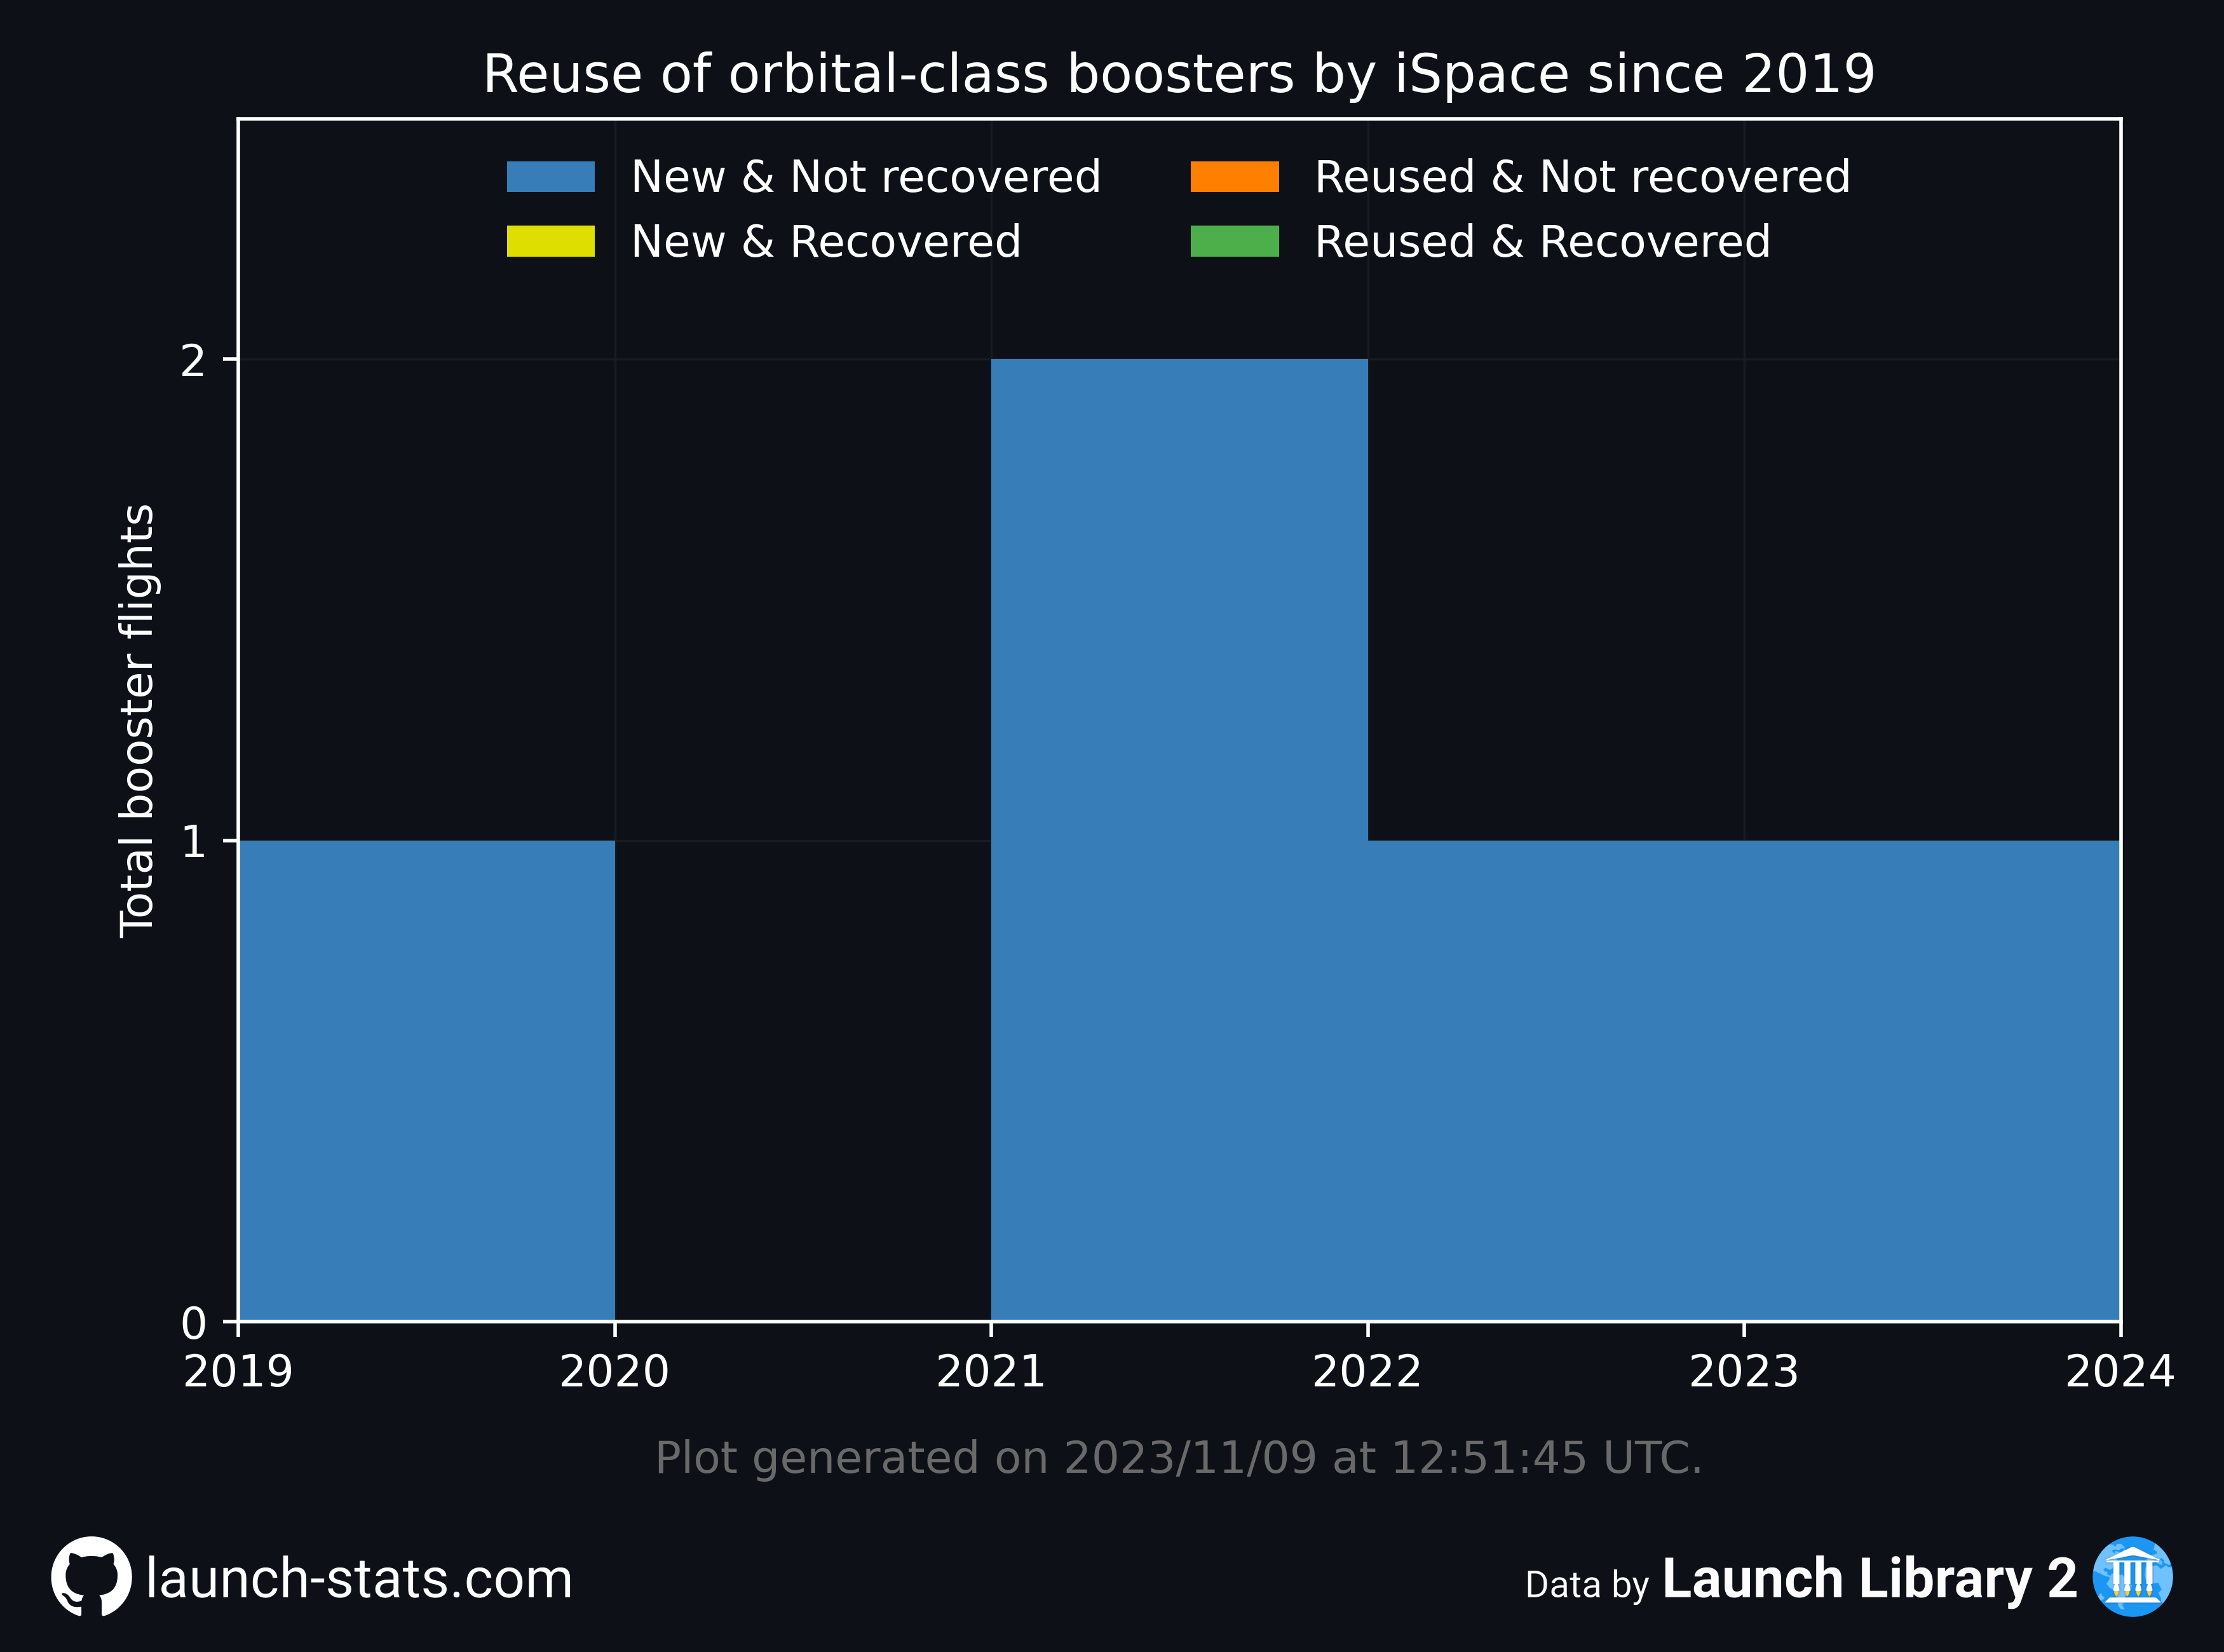 Reuse of orbital-class boosters by iSpace since 2019
New & Not recovered
Reused & Not recovered
New & Recovered
Reused & Recovered
Total booster flights
2
1
0
2019 2020 2021 2022 2023 2024
Plot generated on 2023/11/09 at 12:51:45 UTC.
launch-stats.com
Data by Launch Library 2